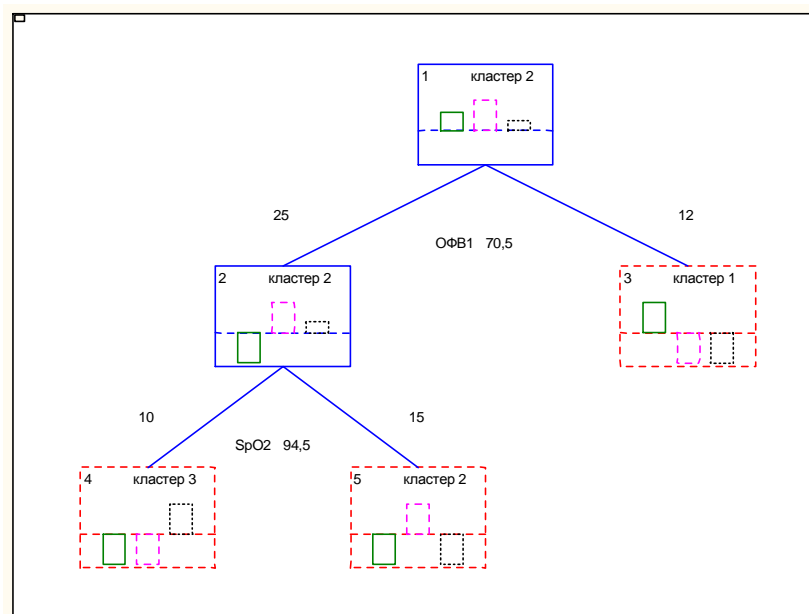 1 кластер 2
25
12
ОФВ1 70,5
2 кластер 2
3 кластер 1
10
15
SpO2 94,5
4 кластер 3
5 кластер 2